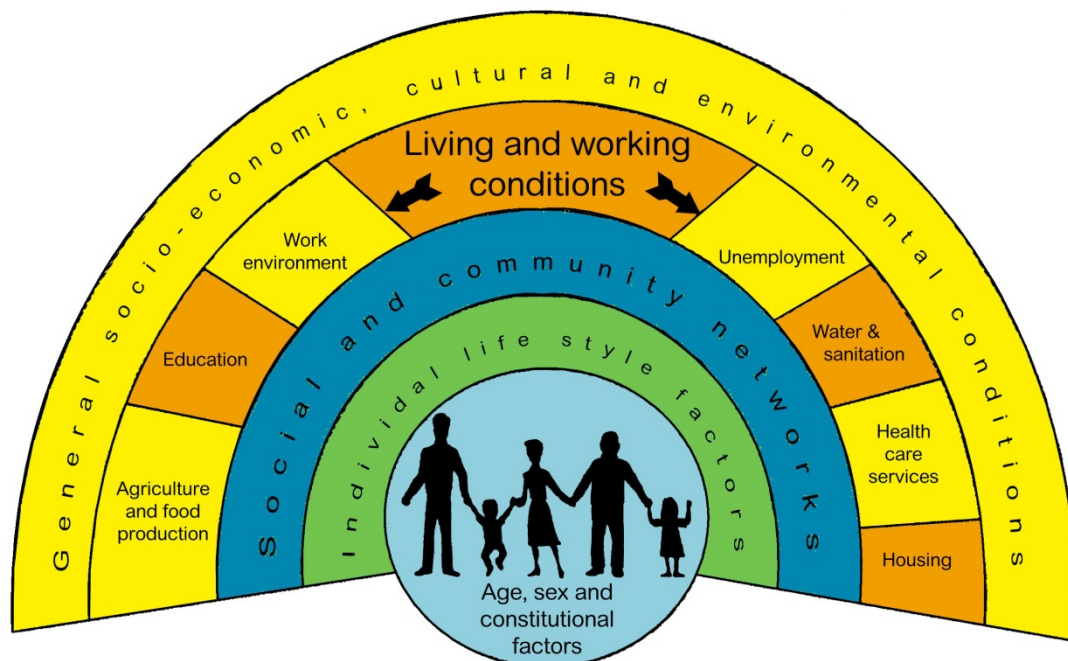 General socio-economic, cultural and environmental conditions
Living and working
conditions
Work
environment
Unemployment
Education
Water &
sanitation
Agriculture
and food
production
Health
care
services
Housing
Social and community networks
Individal life style factors
Age, sex and
constitutional
factors